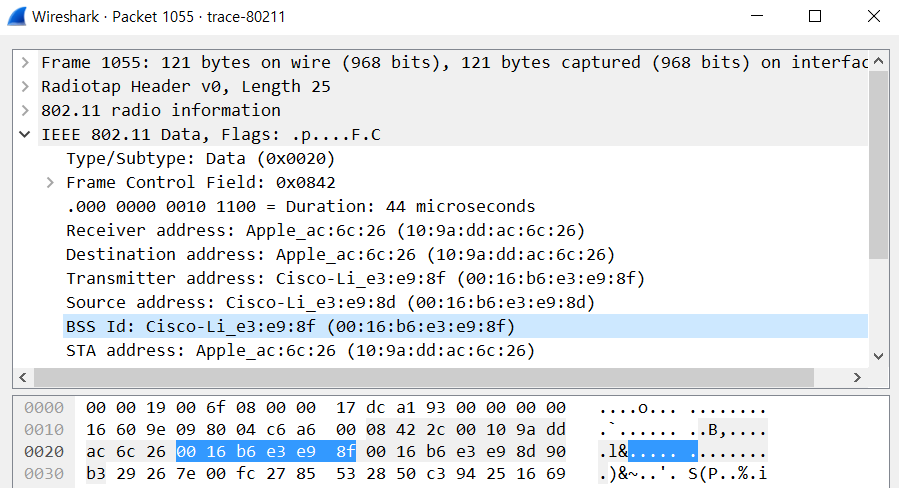 Wireshark · Packet 1055 · trace-80211
Frame 1055: 121 bytes on wire (968 bits), 121 bytes captured (968 bits) on interfac
Radiotap Header v0, Length 25
802.11 radio information
IEEE 802.11 Data, Flags: .p....F.C
Type/Subtype: Data (0x0020)
Frame Control Field: 0x0842
.000 0000 0010 1100 = Duration: 44 microseconds
Receiver address: Apple_ac:6c:26 (10:9a:dd:ac:6c:26)
Destination address: Apple_ac:6c:26 (10:9a:dd:ac:6c:26)
Transmitter address: Cisco-Li_e3:e9:8f (00:16:b6:e3:e9:8f)
Source address: Cisco-Li_e3:e9:8d (00:16:b6:e3:e9:8d)
BSS Id: Cisco-Li_e3:e9:8f (00:16:b6:e3:e9:8f)
STA address: Apple_ac:6c:26 (10:9a:dd:ac:6c:26)
0000 00 00 19 00 6f 08 00 00 17 dc a1 93 00 00 00 00 ....o... ........
0010 16 60 9e 09 80 04 c6 a6 00 08 42 2c 00 10 9a dd .`...... ..B,....
0020 ac 6c 26 00 16 b6 e3 e9 8f 00 16 b6 e3 e9 8d 90 .l&..... ........
0030 b3 29 26 7e 00 fc 27 85 53 28 50 c3 94 25 16 69 .)&~..'. S(P..%.i